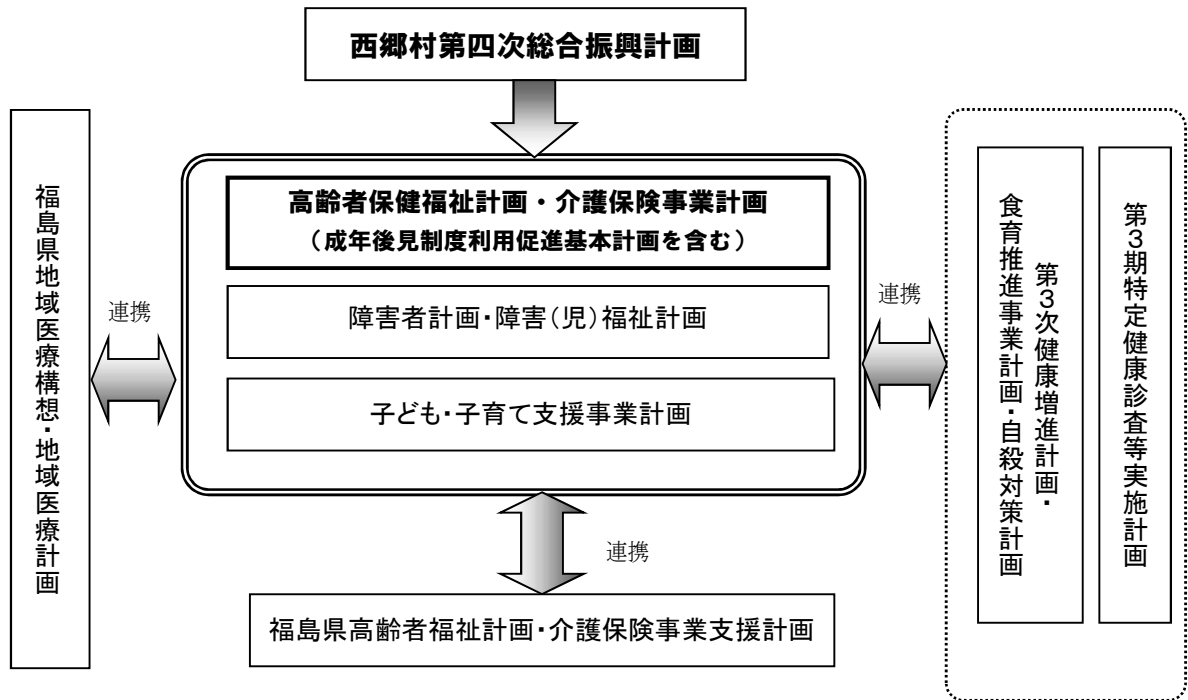 西郷村第四次総合振興計画
福島県地域医療構想・地域医療計画
連携
高齢者保健福祉計画・介護保険事業計画
（成年後見制度利用促進基本計画を含む）
障害者計画・障害（児）福祉計画
子ども・子育て支援事業計画
連携
第３次健康増進計画・
食育推進事業計画・自殺対策計画
第３期特定健康診査等実施計画
連携
福島県高齢者福祉計画・介護保険事業支援計画